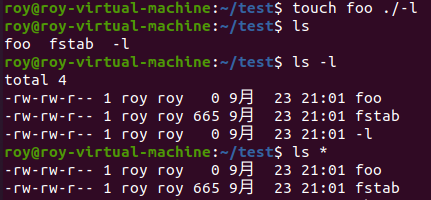 roy@roy-virtual-machine:~/test$ touch foo ./-l
roy@roy-virtual-machine:~/test$ ls
foo  fstab  -l
roy@roy-virtual-machine:~/test$ ls -l
total 4
-rw-rw-r-- 1 roy roy   0 9月  23 21:01 foo
-rw-rw-r-- 1 roy roy 665 9月  23 21:01 fstab
-rw-rw-r-- 1 roy roy   0 9月  23 21:01 -l
roy@roy-virtual-machine:~/test$ ls *
-rw-rw-r-- 1 roy roy   0 9月  23 21:01 foo
-rw-rw-r-- 1 roy roy 665 9月  23 21:01 fstab